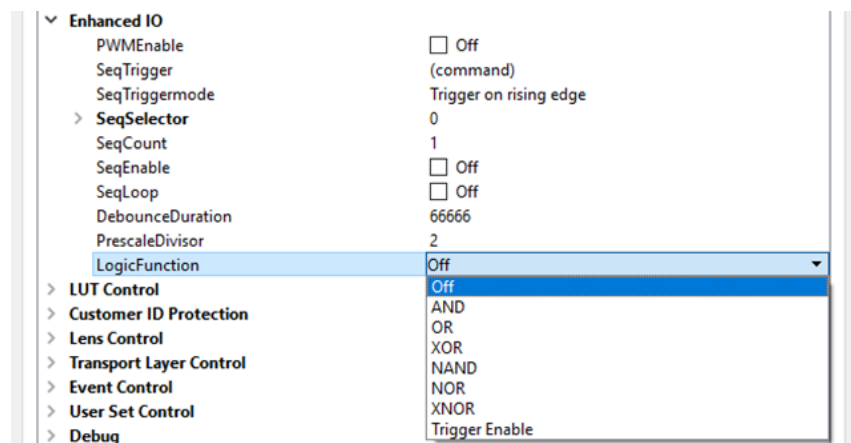 Enhanced IO
PWMEnable Off
SeqTrigger (command)
SeqTriggermode Trigger on rising edge
SeqSelector 0
SeqCount 1
SeqEnable Off
SeqLoop Off
DebounceDuration 66666
PrescaleDivisor 2
LogicFunction Off
LUT Control Off
Customer ID Protection AND
Lens Control OR
XOR
Transport Layer Control NAND
Event Control NOR
User Set Control XNOR
Debug Trigger Enable